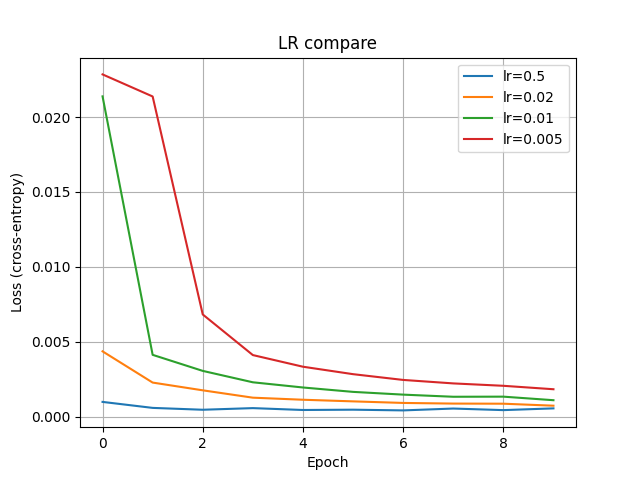 LR compare
lr=0.5
lr=0.02
lr=0.01
lr=0.005
0.020
0.015
0.010
0.005
0.000
Loss (cross-entropy)
0 2 4 6 8
Epoch